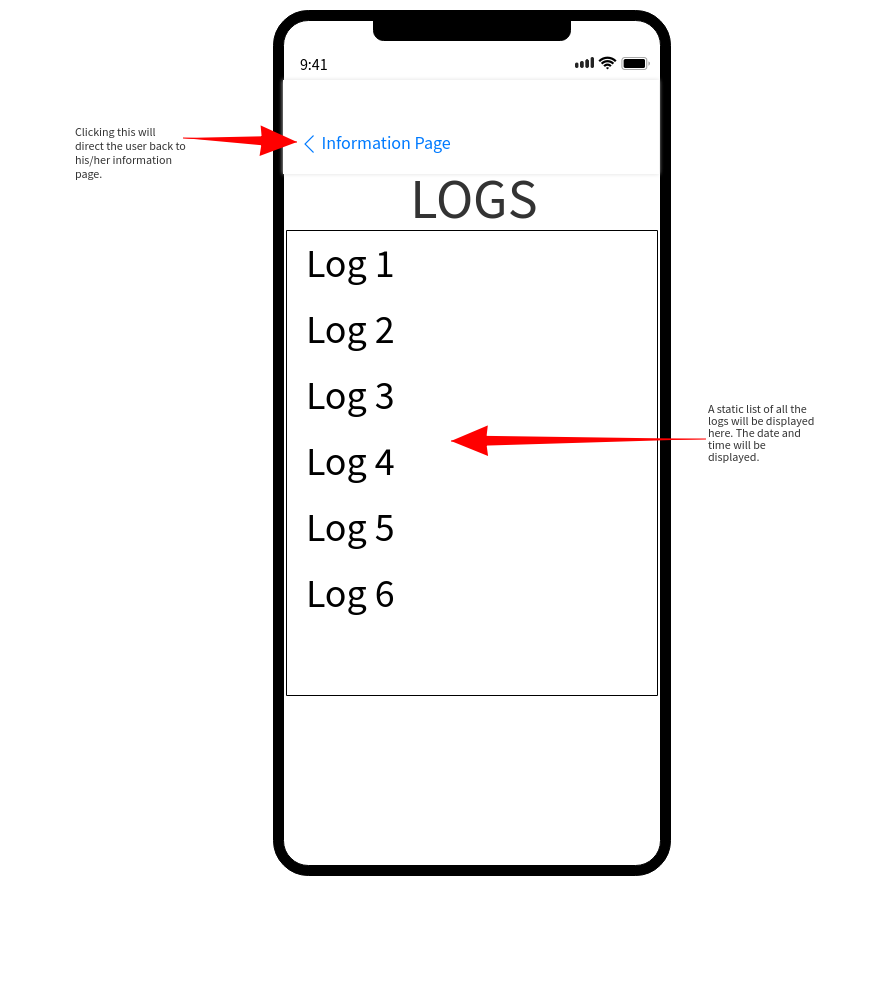 9:41
Clicking this will
direct the user back to
his/her information
page.
Information Page
LOGS
Log 1
Log 2
Log 3
Log 4
Log 5
Log 6
A static list of all the
logs will be displayed
here. The date and
time will be
displayed.